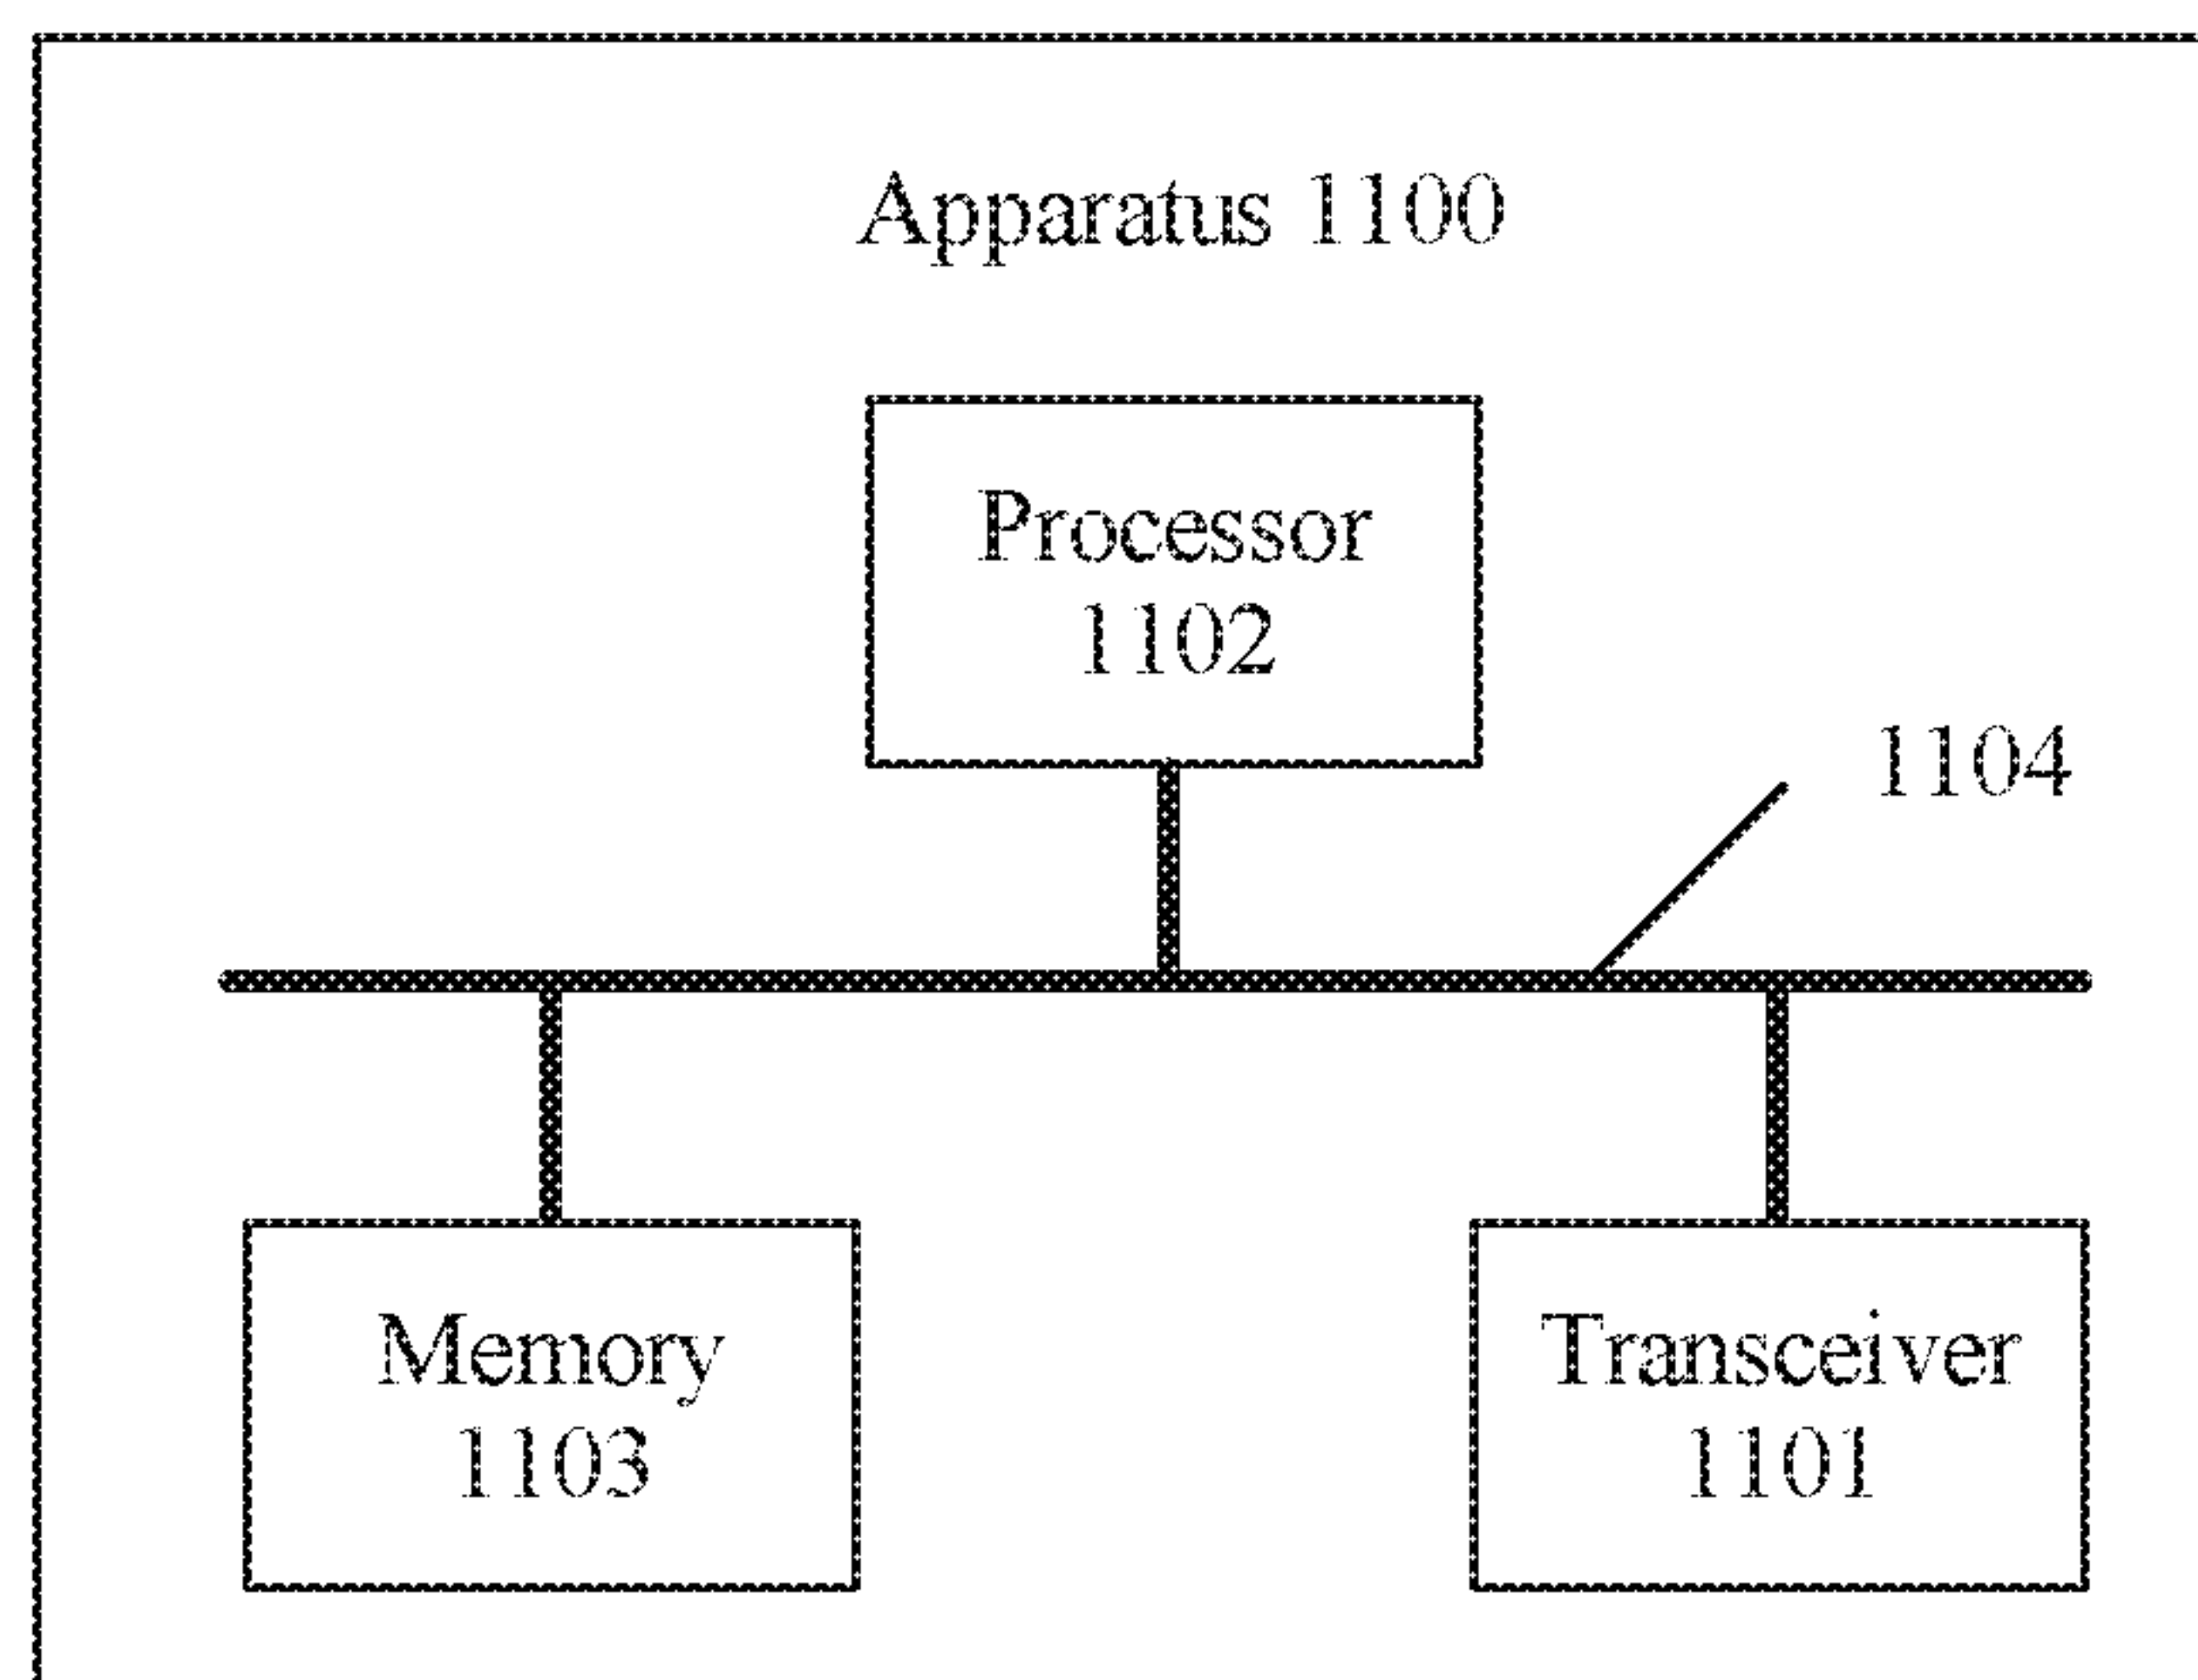 Apparatus 1100
Processor
1102
1104
Memory
1103
Transceiver
1101